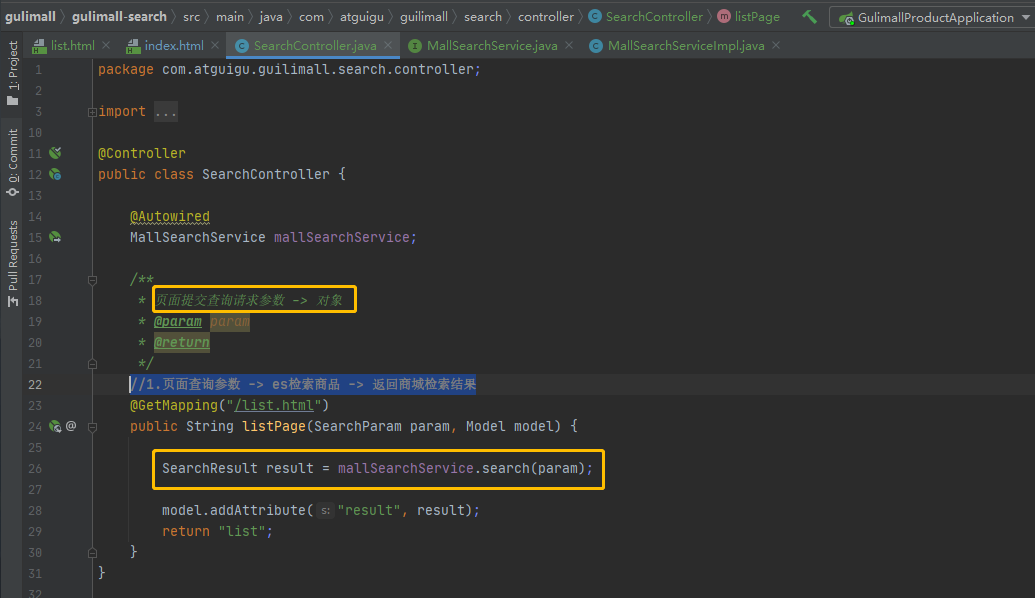 gulimall gulimall-search src main java com atguigu guilimall search controller SearchController listPage GulimallProductApplication
list.html index.html SearchController.java MallSearchService.java MallSearchServiceImpl.java
1: Project
0: Commit
Pull Requests
1 package com.atguigu.guilimall.search.controller;
2
3 import ...
10
11 @Controller
12 public class SearchController {
13
14 @Autowired
15 MallSearchService mallSearchService;
16
17 /**
18 * 页面提交查询请求参数 -> 对象
19 * @param param
20 * @return
21 */
22 //1.页面查询参数 -> es检索商品 -> 返回商城检索结果
23 @GetMapping("/list.html")
24 @ public String listPage(SearchParam param, Model model) {
25
26 SearchResult result = mallSearchService.search(param);
27
28 model.addAttribute( s: "result", result);
29 return "list";
30 }
31 }
32